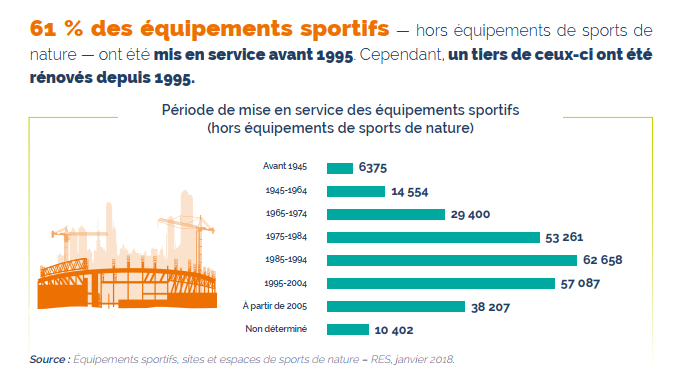 61 % des équipements sportifs — hors équipements de sports de
nature — ont été mis en service avant 1995. Cependant, un tiers de ceux-ci ont été
rénovés depuis 1995.
Période de mise en service des équipements sportifs
(hors équipements de sports de nature)
Avant 1945 6375
1945-1964 14 554
1965-1974 29 400
1975-1984 53 261
1985-1994 62 658
1995-2004 57 087
À partir de 2005 38 207
Non déterminé 10 402
Source : Équipements sportifs, sites et espaces de sports de nature – RES, janvier 2018.